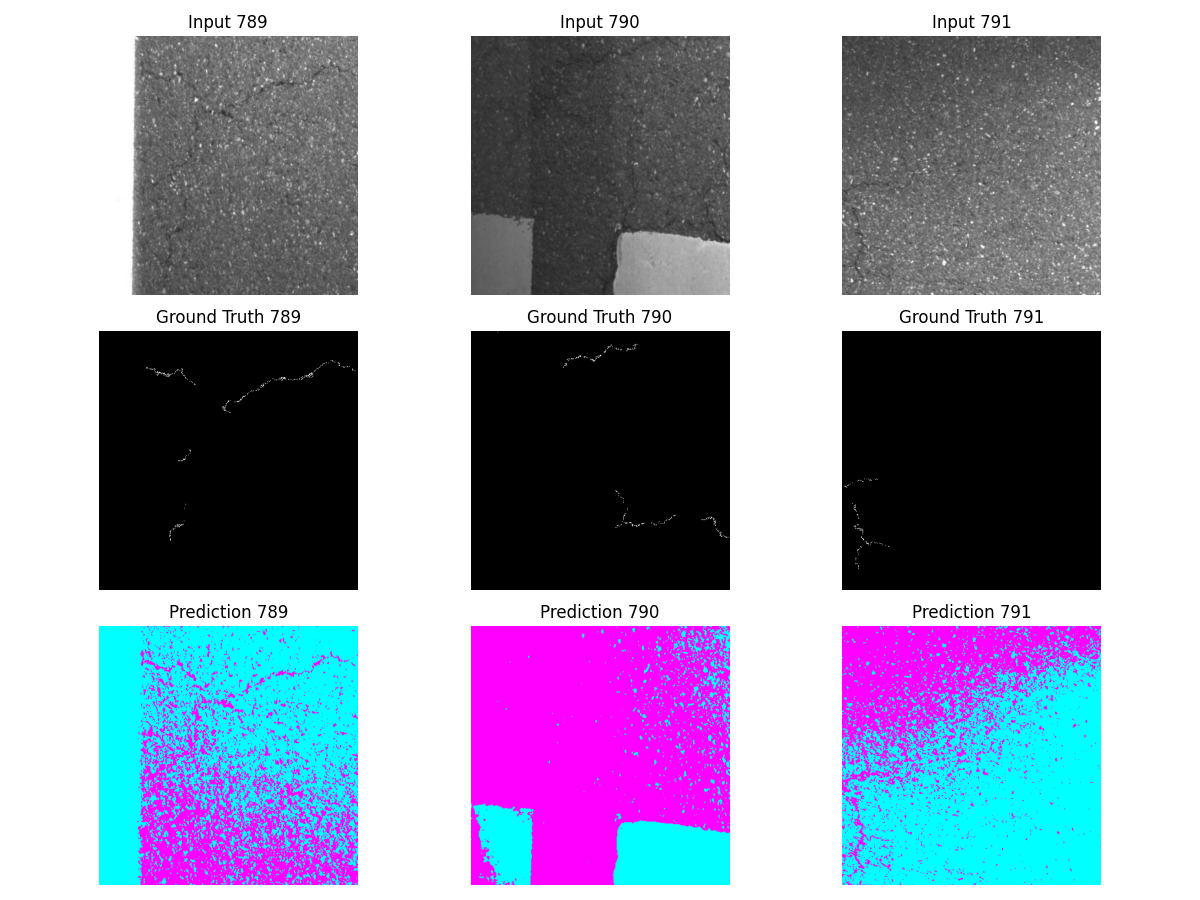 Input 789
Input 790
Input 791
Ground Truth 789
Ground Truth 790
Ground Truth 791
Prediction 789
Prediction 790
Prediction 791